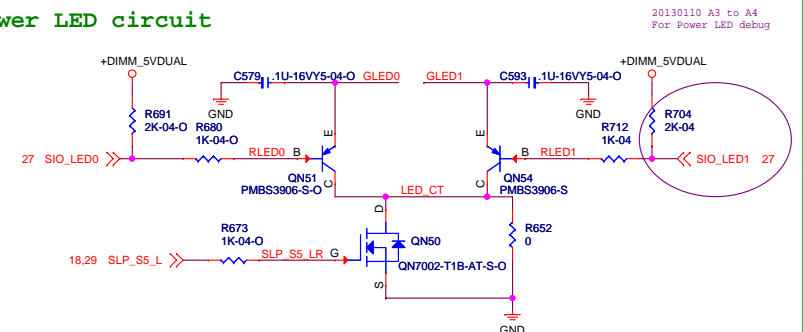 wer LED circuit
20130110 A3 to A4
For Power LED debug
+DIMM_5VDUAL
C579 .1U-16VY5-04-O
GLED0
GLED1
C593 .1U-16VY5-04-O
+DIMM_5VDUAL
GND
GND
R691
2K-04-O
R680
1K-04-O
R704
2K-04
R712
1K-04
27 SIO_LED0
RLED0
B
E
C
QN51
PMBS3906-S-O
E
B
C
RLED1
SIO_LED1 27
QN54
PMBS3906-S
LED_CT
D
R652
0
R673
1K-04-O
QN50
18,29 SLP_S5_L
SLP_S5_LR
G
QN7002-T1B-AT-S-O
S
GND